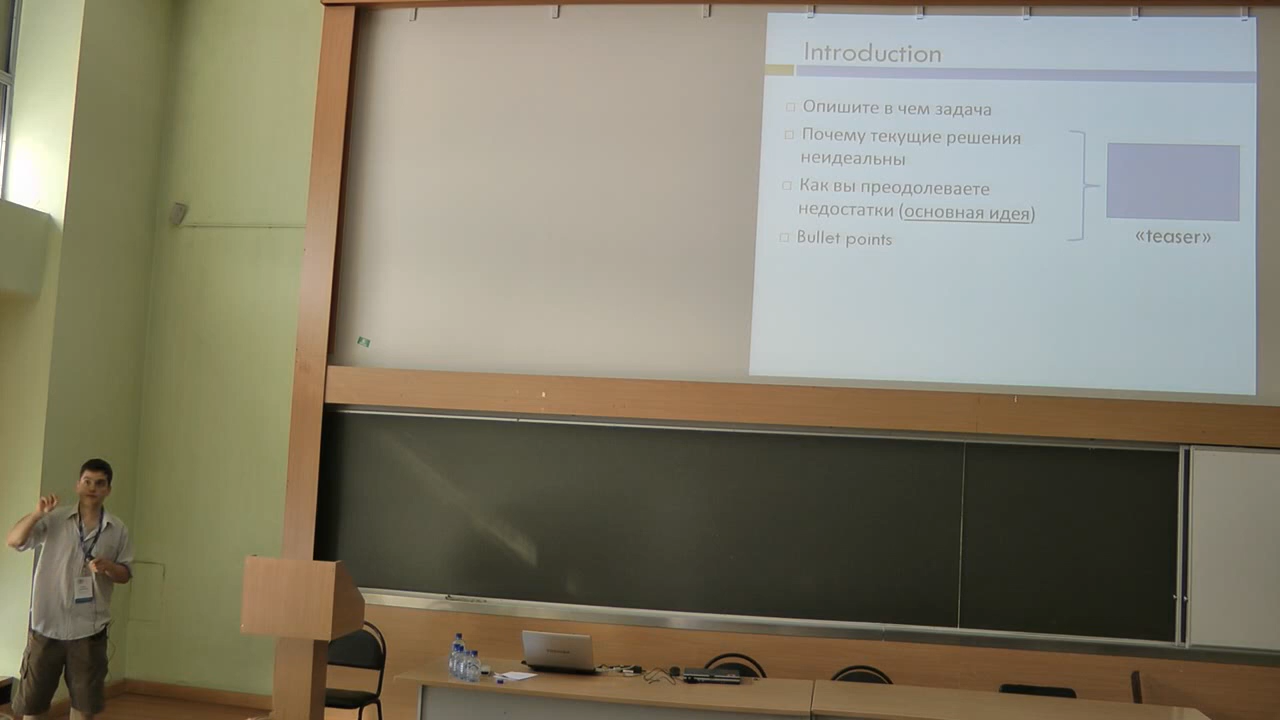 Introduction
Опишите в чем задача
Почему текущие решения
неидеальны
Как вы преодолеваете
недостатки (основная идея)
Bullet points
«teaser»